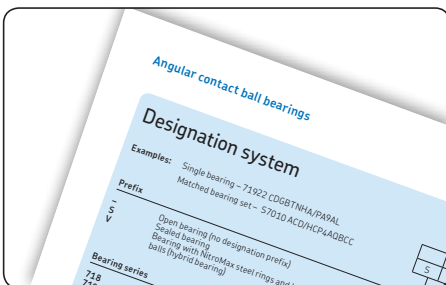 Angular contact ball bearings
Designation system
Examples: Single bearing – 71922 CDGBTNHA/PA9AL
Matched bearing set – S7010 ACD/HCP4AQBCC
Prefix
– Open bearing (no designation prefix)
S Sealed bearing
V Bearing with NitroMax steel rings and
balls (hybrid bearing)
S
Bearing series
718